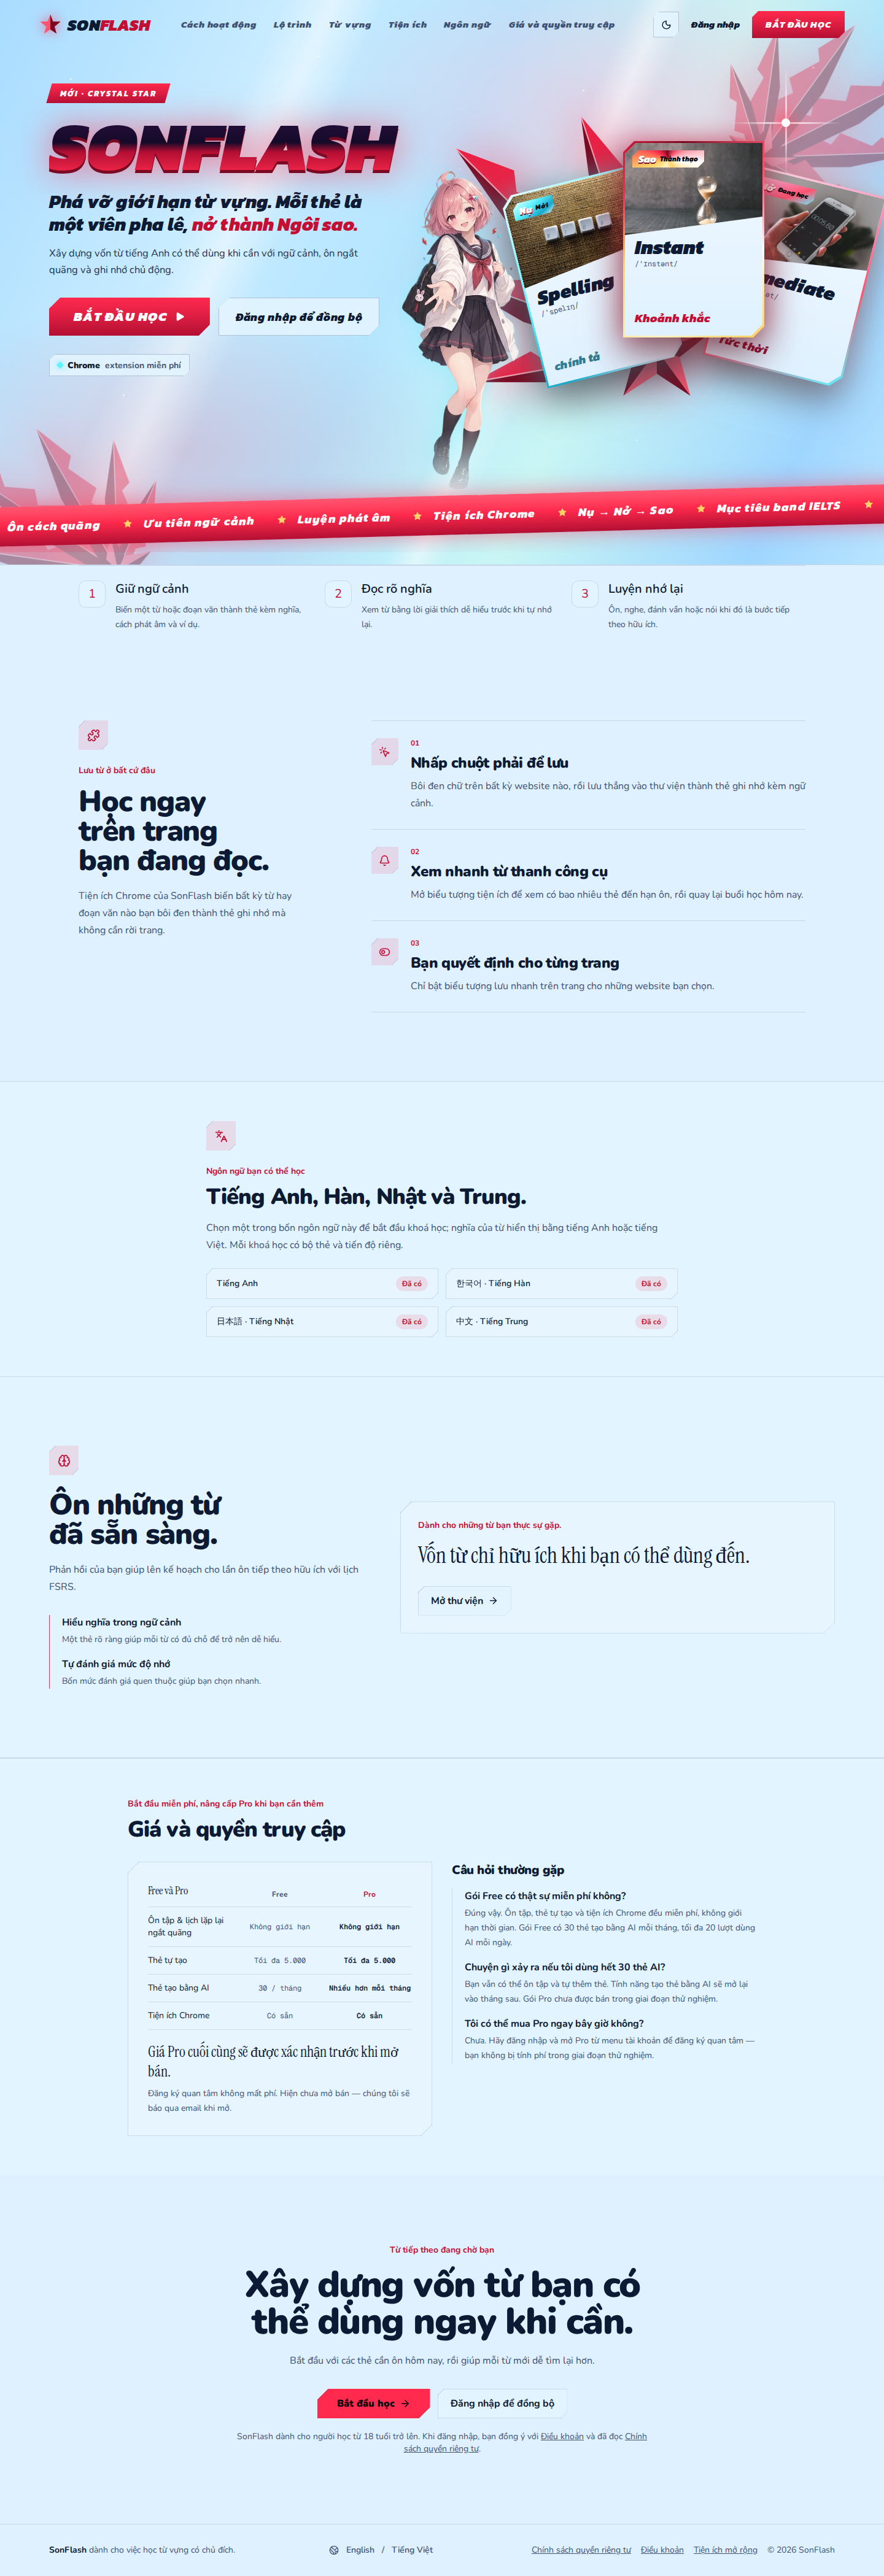 SONFLASH
Cách hoạt động
Lộ trình
Từ vựng
Tiện ích
Ngôn ngữ
Giá và quyền truy cập
Đăng nhập
BẮT ĐẦU HỌC
MỚI · CRYSTAL STAR
SONFLASH
Phá vỡ giới hạn từ vựng. Mỗi thẻ là
một viên pha lê, nở thành Ngôi sao.
Xây dựng vốn từ tiếng Anh có thể dùng khi cần với ngữ cảnh, ôn ngắt
quãng và ghi nhớ chủ động.
BẮT ĐẦU HỌC
Đăng nhập để đồng bộ
Chrome extension miễn phí
Nụ Mới
Spelling
/ˈspelɪŋ/
chính tả
Sao Thành thạo
Instant
/ˈɪnstənt/
Khoảnh khắc
Đang học
mediate
Tức thời
Ôn cách quãng
Ưu tiên ngữ cảnh
Luyện phát âm
Tiện ích Chrome
Nụ → Nở → Sao
Mục tiêu band IELTS
1
Giữ ngữ cảnh
Biến một từ hoặc đoạn văn thành thẻ kèm nghĩa,
cách phát âm và ví dụ.
2
Đọc rõ nghĩa
Xem từ bằng lời giải thích dễ hiểu trước khi tự nhớ
lại.
3
Luyện nhớ lại
Ôn, nghe, đánh vần hoặc nói khi đó là bước tiếp
theo hữu ích.
Lưu từ ở bất cứ đâu
Học ngay
trên trang
bạn đang đọc.
Tiện ích Chrome của SonFlash biến bất kỳ từ hay
đoạn văn nào bạn bôi đen thành thẻ ghi nhớ mà
không cần rời trang.
01
Nhấp chuột phải để lưu
Bôi đen chữ trên bất kỳ website nào, rồi lưu thẳng vào thư viện thành thẻ ghi nhớ kèm ngữ
cảnh.
02
Xem nhanh từ thanh công cụ
Mở biểu tượng tiện ích để xem có bao nhiêu thẻ đến hạn ôn, rồi quay lại buổi học hôm nay.
03
Bạn quyết định cho từng trang
Chỉ bật biểu tượng lưu nhanh trên trang cho những website bạn chọn.
Ngôn ngữ bạn có thể học
Tiếng Anh, Hàn, Nhật và Trung.
Chọn một trong bốn ngôn ngữ này để bắt đầu khoá học; nghĩa của từ hiển thị bằng tiếng Anh hoặc tiếng
Việt. Mỗi khoá học có bộ thẻ và tiến độ riêng.
Tiếng Anh
Đã có
한국어 · Tiếng Hàn
Đã có
日本語 · Tiếng Nhật
Đã có
中文 · Tiếng Trung
Đã có
Ôn những từ
đã sẵn sàng.
Phản hồi của bạn giúp lên kế hoạch cho lần ôn tiếp theo hữu ích với lịch
FSRS.
Hiểu nghĩa trong ngữ cảnh
Một thẻ rõ ràng giúp mỗi từ có đủ chỗ để trở nên dễ hiểu.
Tự đánh giá mức độ nhớ
Bốn mức đánh giá quen thuộc giúp bạn chọn nhanh.
Dành cho những từ bạn thực sự gặp.
Vốn từ chỉ hữu ích khi bạn có thể dùng đến.
Mở thư viện →
Bắt đầu miễn phí, nâng cấp Pro khi bạn cần thêm
Giá và quyền truy cập
Free và Pro
Free
Pro
Ôn tập & lịch lặp lại
ngắt quãng
Không giới hạn
Không giới hạn
Thẻ tự tạo
Tối đa 5.000
Tối đa 5.000
Thẻ tạo bằng AI
30 / tháng
Nhiều hơn mỗi tháng
Tiện ích Chrome
Có sẵn
Có sẵn
Giá Pro cuối cùng sẽ được xác nhận trước khi mở
bán.
Đăng ký quan tâm không mất phí. Hiện chưa mở bán — chúng tôi sẽ
báo qua email khi mở.
Câu hỏi thường gặp
Gói Free có thật sự miễn phí không?
Đúng vậy. Ôn tập, thẻ tự tạo và tiện ích Chrome đều miễn phí, không giới
hạn thời gian. Gói Free có 30 thẻ tạo bằng AI mỗi tháng, tối đa 20 lượt dùng
AI mỗi ngày.
Chuyện gì xảy ra nếu tôi dùng hết 30 thẻ AI?
Bạn vẫn có thể ôn tập và tự thêm thẻ. Tính năng tạo thẻ bằng AI sẽ mở lại
vào tháng sau. Gói Pro chưa được bán trong giai đoạn thử nghiệm.
Tôi có thể mua Pro ngay bây giờ không?
Chưa. Hãy đăng nhập và mở Pro từ menu tài khoản để đăng ký quan tâm —
bạn không bị tính phí trong giai đoạn thử nghiệm.
Từ tiếp theo đang chờ bạn
Xây dựng vốn từ bạn có
thể dùng ngay khi cần.
Bắt đầu với các thẻ cần ôn hôm nay, rồi giúp mỗi từ mới dễ tìm lại hơn.
Bắt đầu học →
Đăng nhập để đồng bộ
SonFlash dành cho người học từ 18 tuổi trở lên. Khi đăng nhập, bạn đồng ý với Điều khoản và đã đọc Chính
sách quyền riêng tư.
SonFlash dành cho việc học từ vựng có chủ đích.
English / Tiếng Việt
Chính sách quyền riêng tư
Điều khoản
Tiện ích mở rộng
© 2026 SonFlash